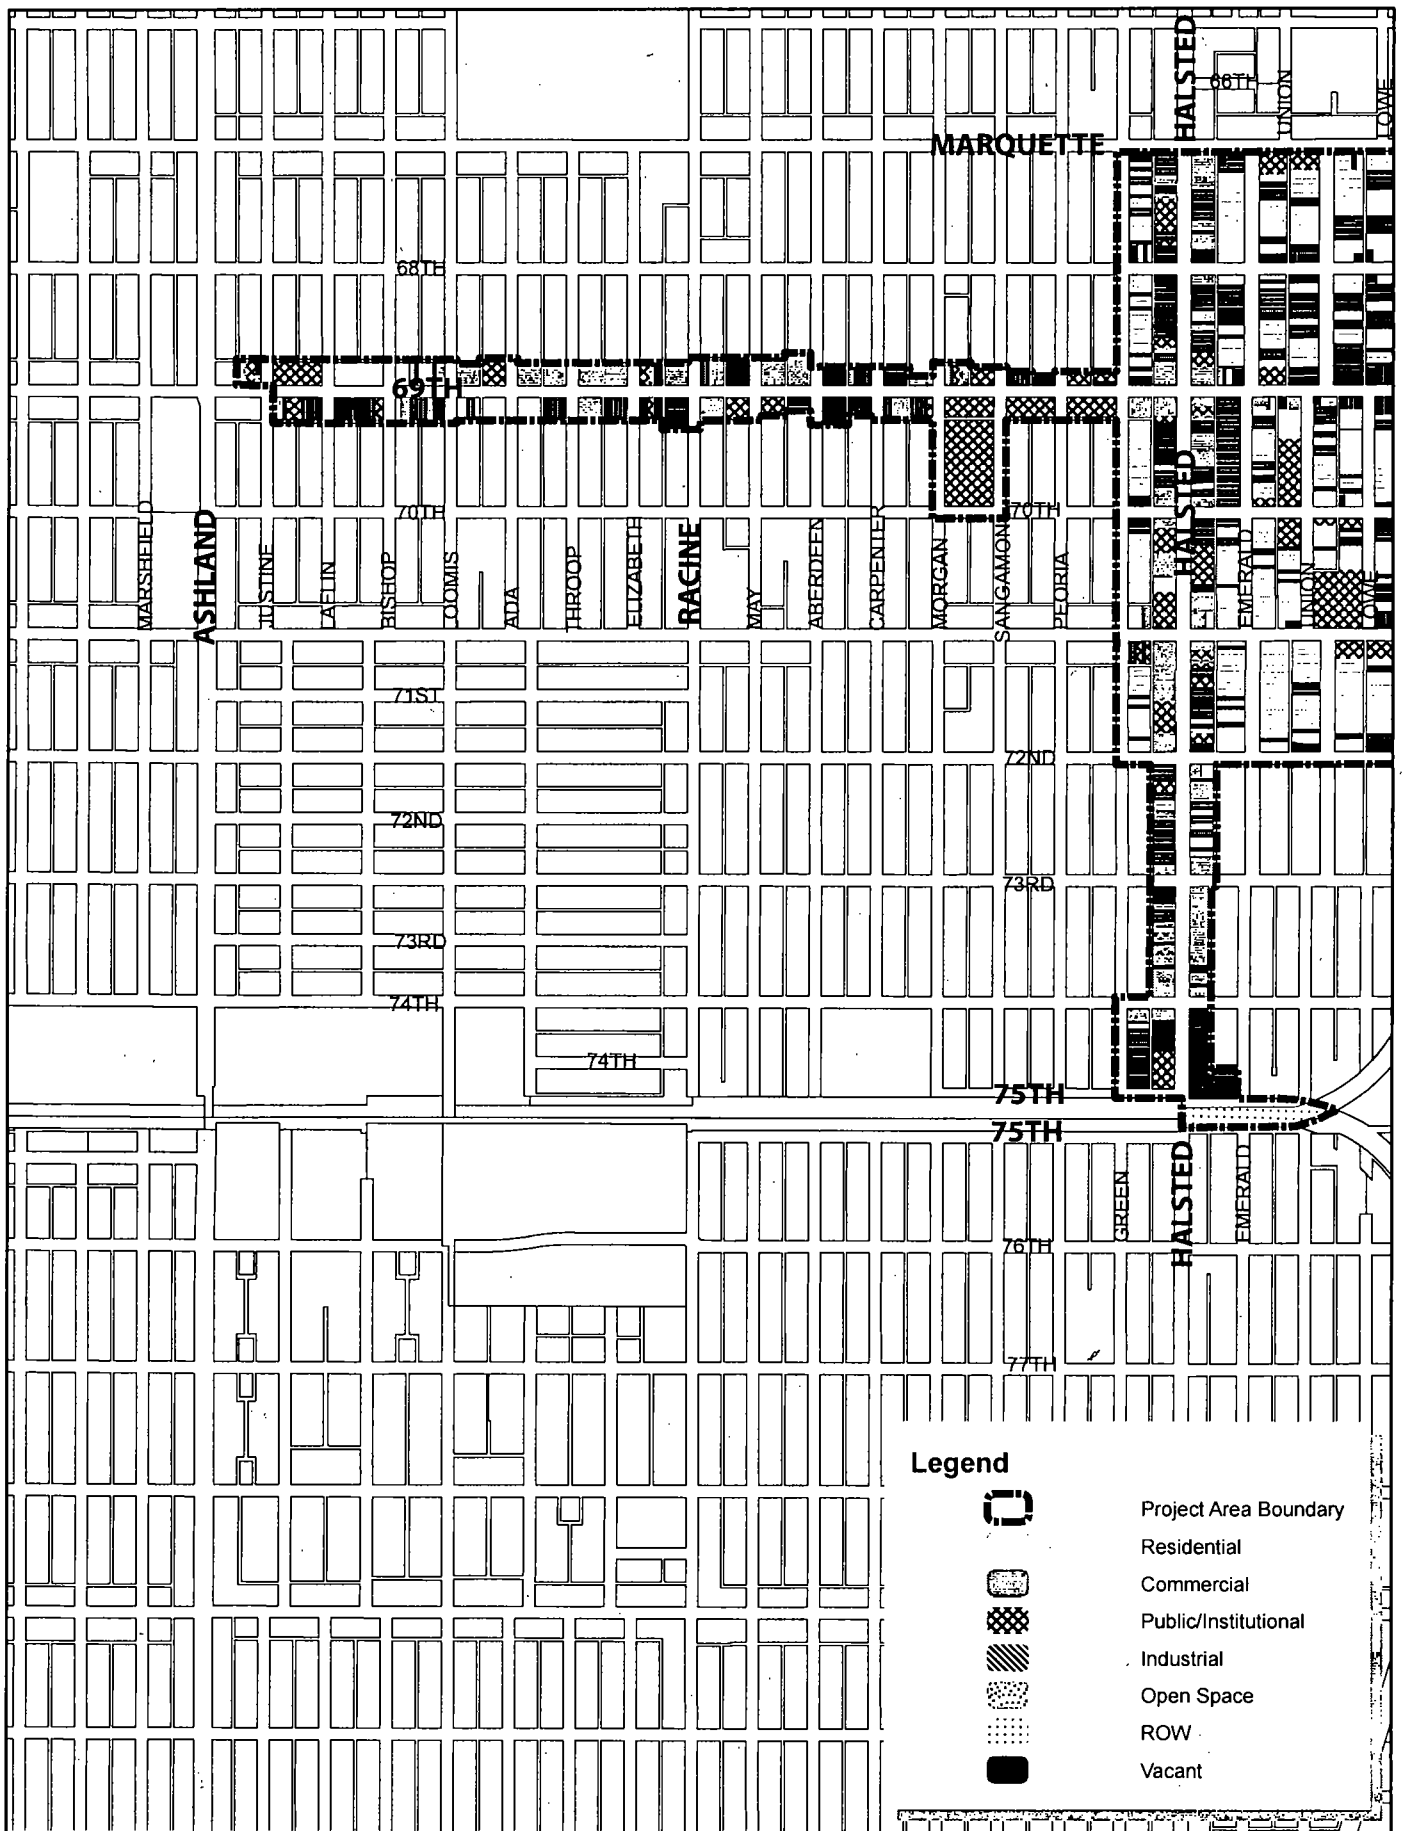 HALSTED
66TH
UNION
LOWE
MARQUETTE
68TH
69TH
HALSTED
70TH
70TH
MARSHFIELD
ASHLAND
JUSTINE
LAFLIN
BISHOP
LOOMIS
ADA
THROOP
ELIZABETH
RACINE
MAY
ABERDEEN
CARPENTER
MORGAN
SANGAMON
PEORIA
EMERALD
UNION
LOWE
71ST
72ND
72ND
73RD
73RD
74TH
74TH
75TH
75TH
GREEN
HALSTED
EMERALD
76TH
77TH
Legend
Project Area Boundary
Residential
Commercial
Public/Institutional
Industrial
Open Space
ROW
Vacant